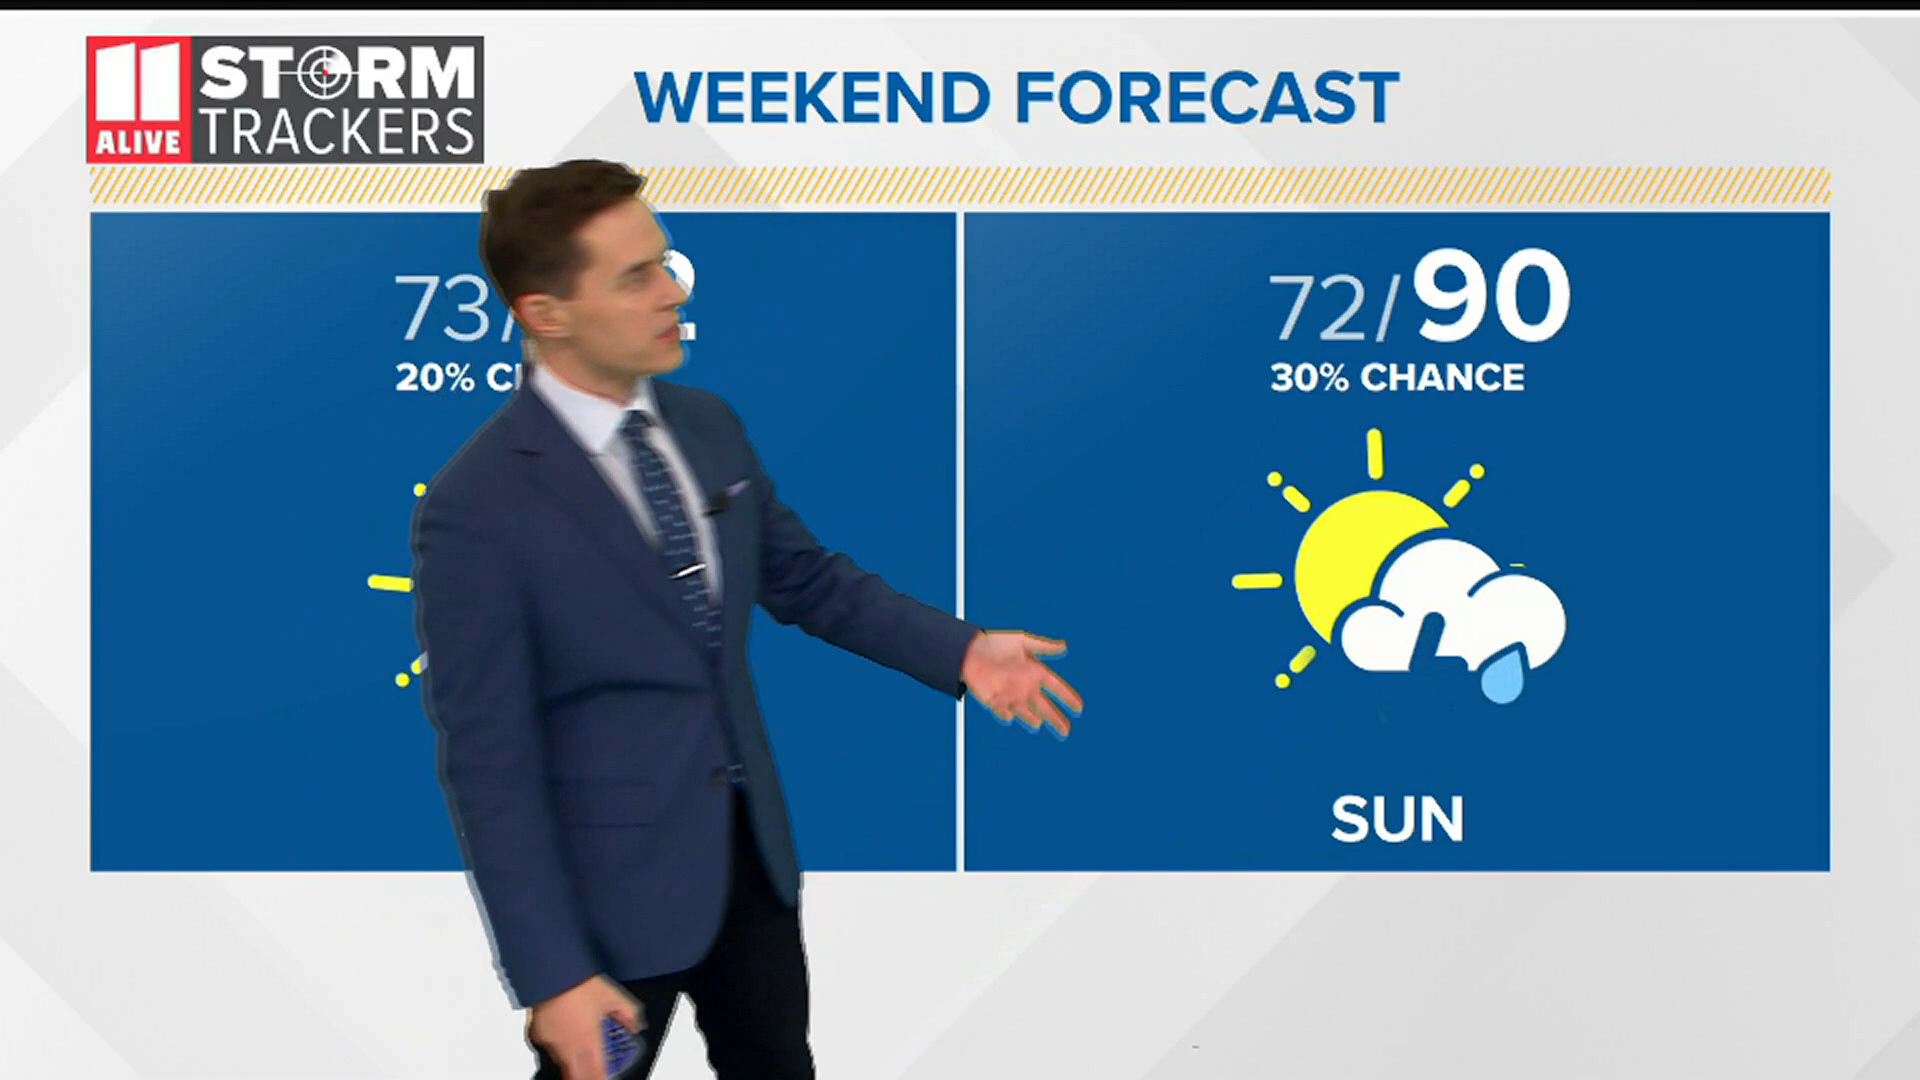 11
ALIVE
STORM
TRACKERS
WEEKEND FORECAST
73/
20%
72/90
30% CHANCE
SUN